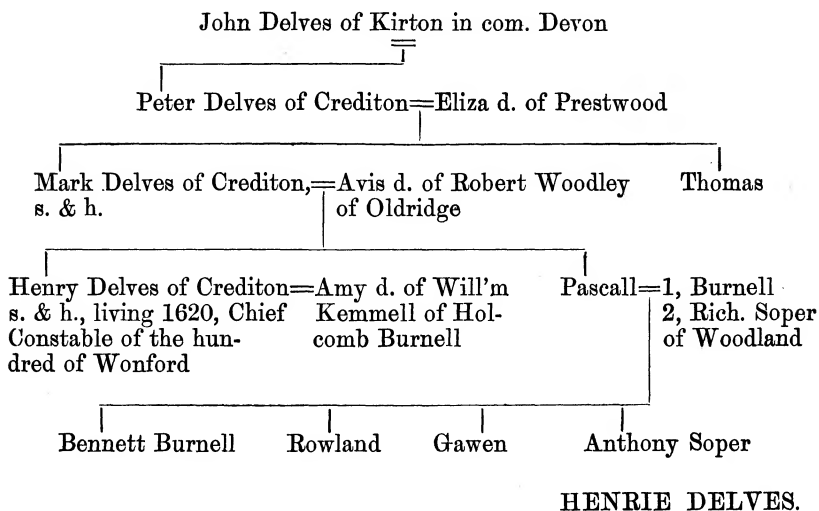 John Delves of Kirton in com. Devon
Peter Delves of Crediton=Eliza d. of Prestwood
Mark Delves of Crediton,=Avis d. of Robert Woodley
s. & h.
of Oldridge
Thomas
Henry Delves of Crediton=Amy d. of Will'm
s. & h., living 1620, Chief
Constable of the hun-
dred of Wonford
Kemmell of Hol-
comb Burnell
Pascall=1, Burnell
2, Rich. Soper
of Woodland
Bennett Burnell
Rowland
Gawen
Anthony Soper
HENRIE DELVES.